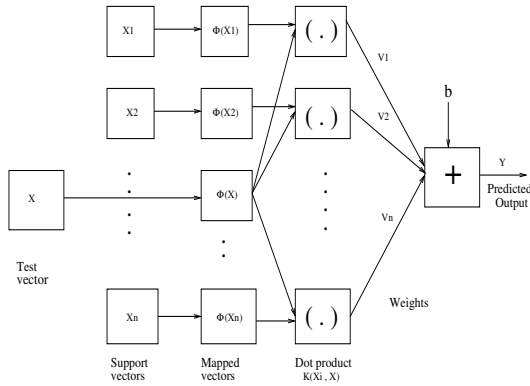 X1
Φ(X1)
( . )
V1
b
X2
Φ(X2)
( . )
V2
X
Φ(X)
+
Y
Predicted
Output
Vn
Test
vector
Xn
Φ(Xn)
( . )
Weights
Support
vectors
Mapped
vectors
Dot product
K(Xi , X)